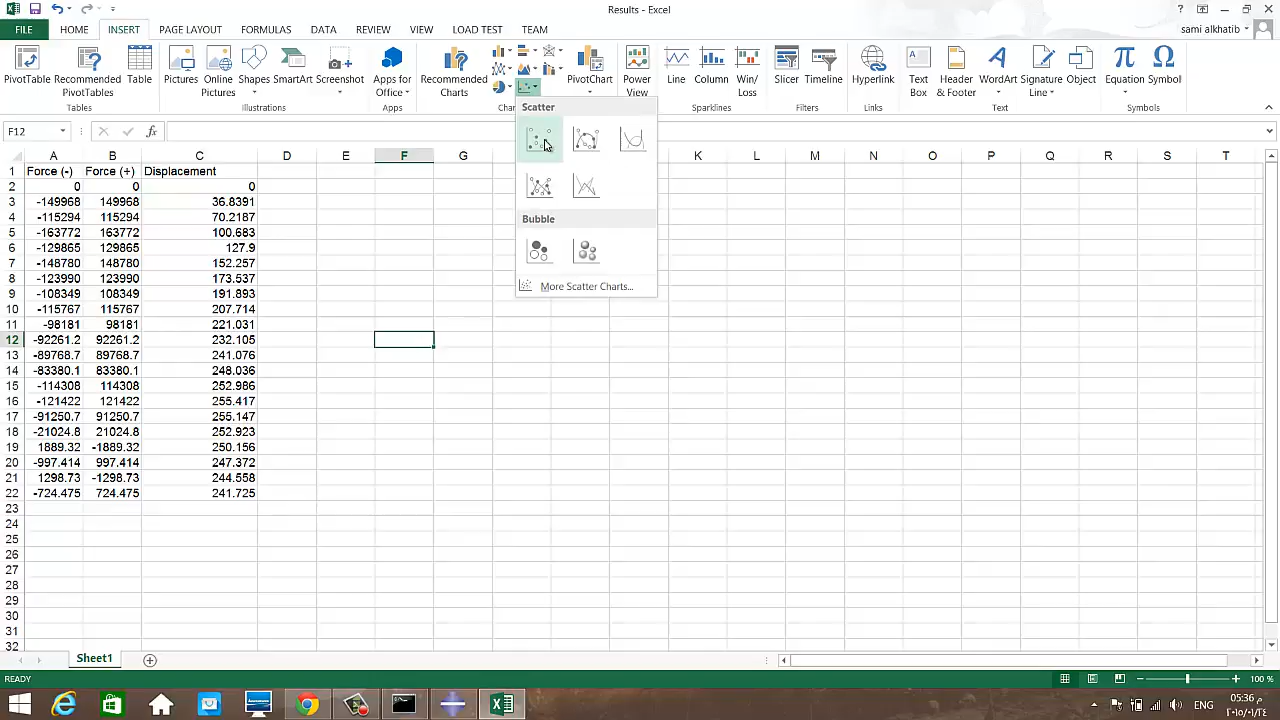 Results - Excel
FILE HOME INSERT PAGE LAYOUT FORMULAS DATA REVIEW VIEW LOAD TEST TEAM sami alkhatib
PivotTable Recommended PivotTables Table Pictures Online Pictures Shapes SmartArt Screenshot Apps for Office Recommended Charts PivotChart Power View Line Column Win/Loss Slicer Timeline Hyperlink Text Box Header & Footer WordArt Signature Line Object Equation Symbol
Tables Illustrations Apps Char Sparklines Filters Links Text Symbols
Scatter
Bubble
More Scatter Charts...
F12 fx
A B C D E F G K L M N O P Q R S T
1 Force (-) Force (+) Displacement
2 0 0 0
3 -149968 149968 36.8391
4 -115294 115294 70.2187
5 -163772 163772 100.683
6 -129865 129865 127.9
7 -148780 148780 152.257
8 -123990 123990 173.537
9 -108349 108349 191.893
10 -115767 115767 207.714
11 -98181 98181 221.031
12 -92261.2 92261.2 232.105
13 -89768.7 89768.7 241.076
14 -83380.1 83380.1 248.036
15 -114308 114308 252.986
16 -121422 121422 255.417
17 -91250.7 91250.7 255.147
18 -21024.8 21024.8 252.923
19 1889.32 -1889.32 250.156
20 -997.414 997.414 247.372
21 1298.73 -1298.73 244.558
22 -724.475 724.475 241.725
23
24
25
26
27
28
29
30
31
32
Sheet1
READY 100 %
ENG 05:36 م